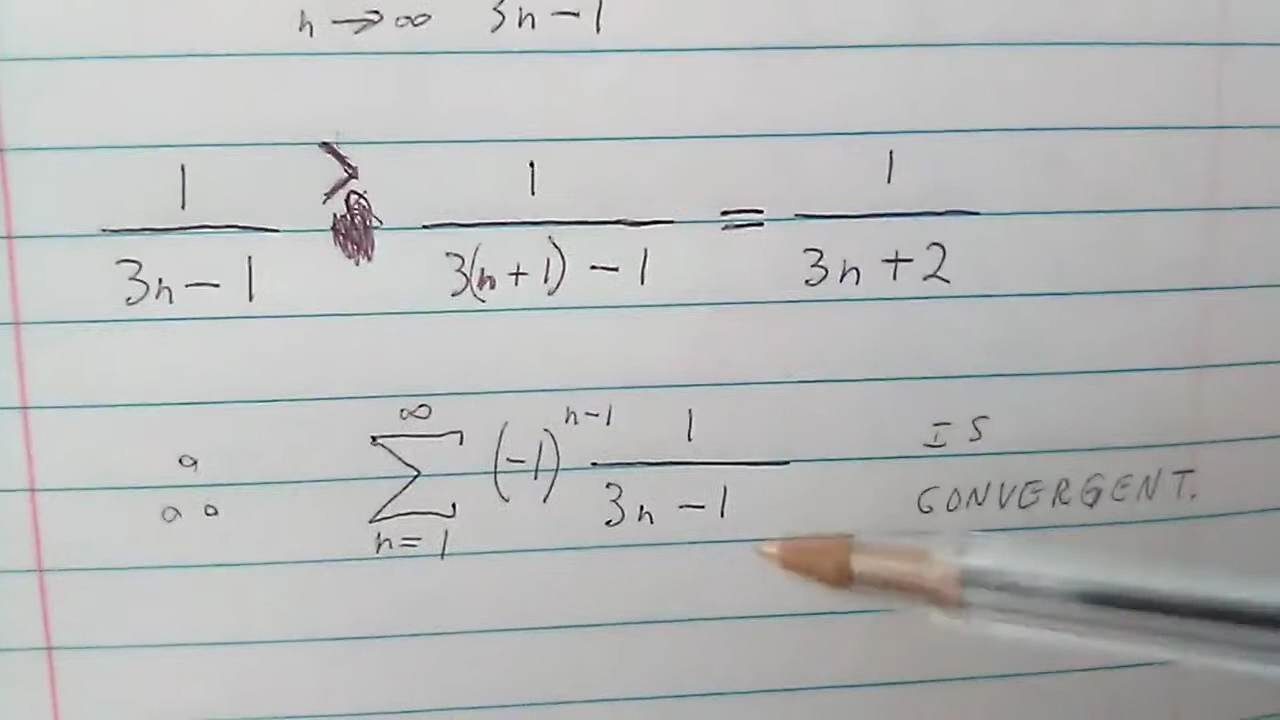 n → ∞ 3n - 1
1/(3n - 1) > 1/(3(n + 1) - 1) = 1/(3n + 2)
∴ ∑_{n=1}^{∞} (-1)^{n-1} 1/(3n - 1) IS
CONVERGENT.